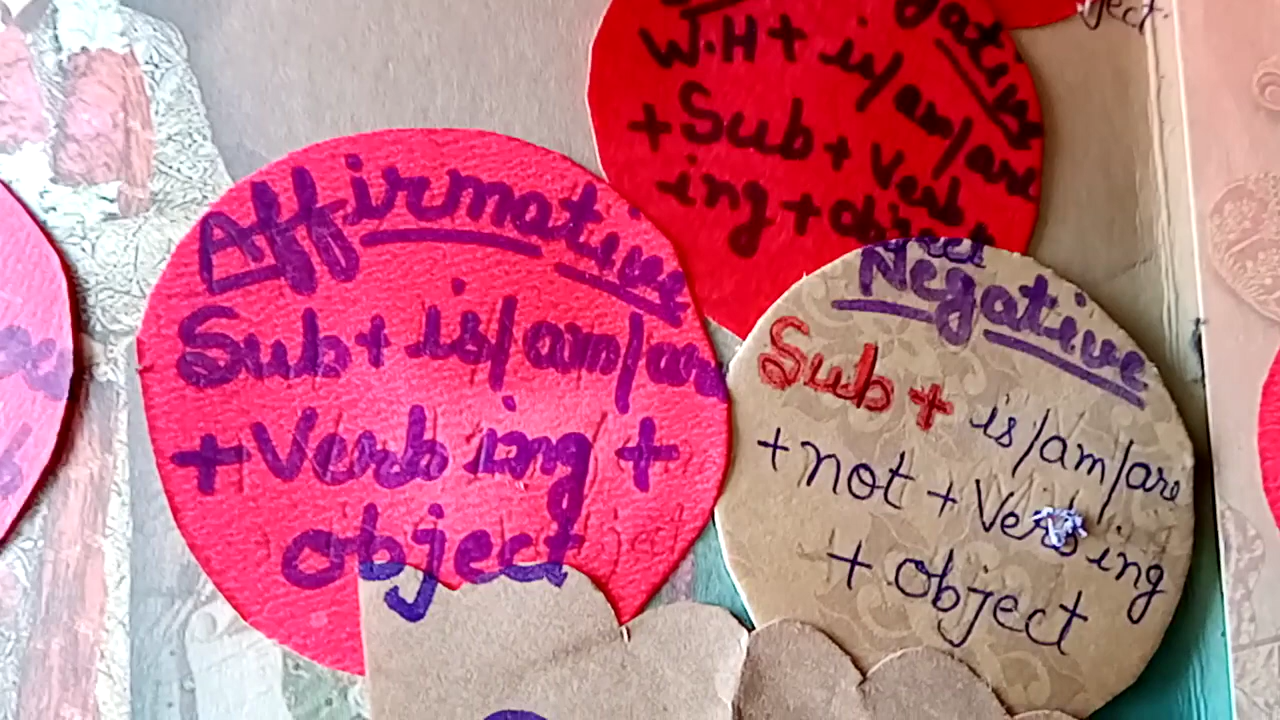 ject.
W.H + is/am/are
+ Sub + Verb
ing + object
Affirmative
Sub + is/am/are
+ Verb ing +
object
Negative
Sub + is/am/are
+ not + Verb ing
+ object